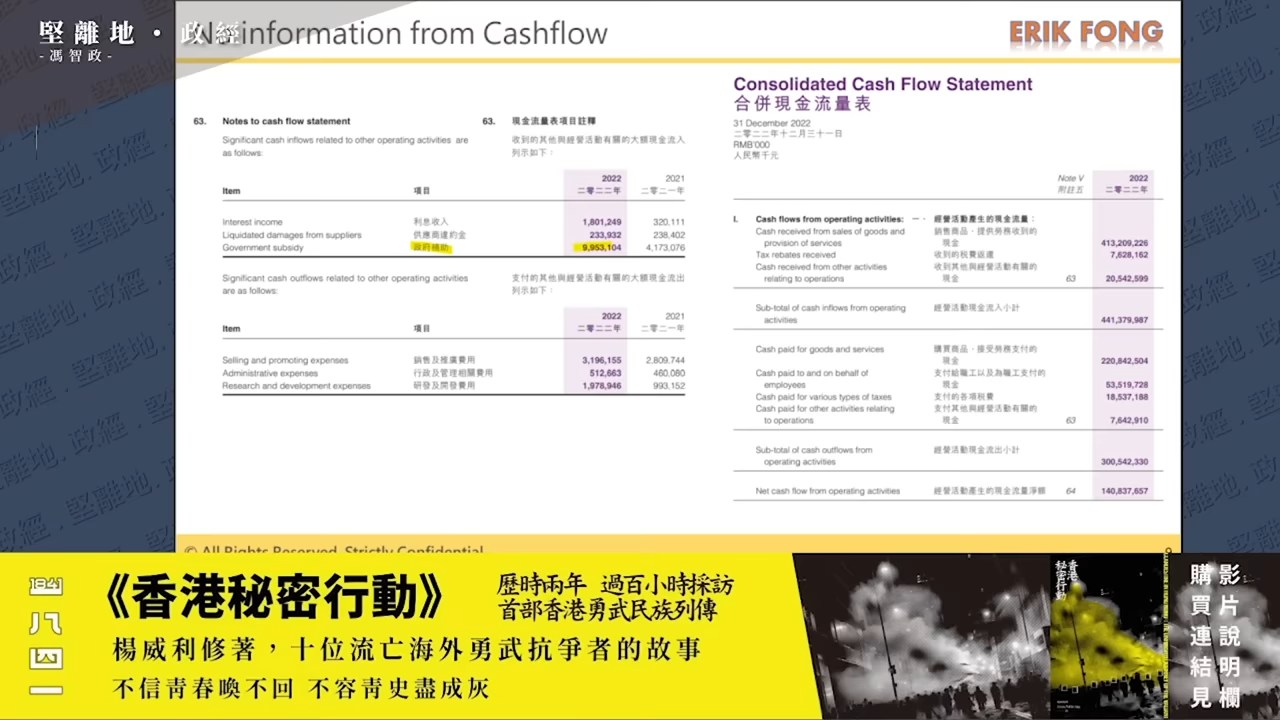 堅離地・政經
-馮智政-
No information from Cashflow
ERIK FONG
63. Notes to cash flow statement
63. 現金流量表項目註釋
Significant cash inflows related to other operating activities are
as follows:
收到的其他與經營活動有關的大額現金流入
列示如下：
2022 2021
Item 項目 二零二二年 二零二一年
Interest income 利息收入 1,801,249 320,111
Liquidated damages from suppliers 供應商違約金 233,932 238,402
Government subsidy 政府補助 9,953,104 4,173,076
Significant cash outflows related to other operating activities
are as follows:
支付的其他與經營活動有關的大額現金流出
列示如下：
2022 2021
Item 項目 二零二二年 二零二一年
Selling and promoting expenses 銷售及推廣費用 3,196,155 2,809,744
Administrative expenses 行政及管理相關費用 512,663 460,080
Research and development expenses 研發及開發費用 1,978,946 993,152
Consolidated Cash Flow Statement
合併現金流量表
31 December 2022
二零二二年十二月三十一日
RMB'000
人民幣千元
Note V 2022
附註五 二零二二年
I. Cash flows from operating activities: 一· 經營活動產生的現金流量：
Cash received from sales of goods and 銷售商品、提供勞務收到的
provision of services 現金 413,209,226
Tax rebates received 收到的稅費返還 7,628,162
Cash received from other activities 收到其他與經營活動有關的
relating to operations 現金 63 20,542,599
Sub-total of cash inflows from operating 經營活動現金流入小計
activities 441,379,987
Cash paid for goods and services 購買商品、接受勞務支付的
現金 220,842,504
Cash paid to and on behalf of 支付給職工以及為職工支付的
employees 現金 53,519,728
Cash paid for various types of taxes 支付的各項稅費 18,537,188
Cash paid for other activities relating 支付其他與經營活動有關的
to operations 現金 63 7,642,910
Sub-total of cash outflows from 經營活動現金流出小計
operating activities 300,542,330
Net cash flow from operating activities 經營活動產生的現金流量淨額 64 140,837,657
© All Rights Reserved. Strictly Confidential
《香港秘密行動》
歷時兩年 過百小時採訪
首部香港勇武民族列傳
楊威利修著，十位流亡海外勇武抗爭者的故事
不信青春喚不回 不容青史盡成灰
香港
秘密行動
影片說明欄
購買連結見